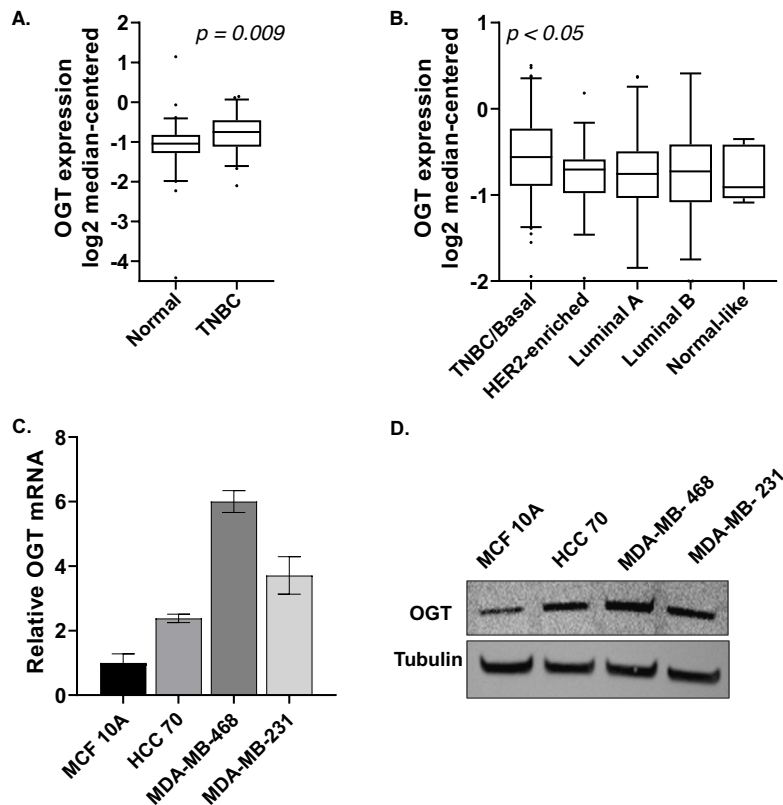 A.
p = 0.009
OGT expression
log2 median-centered
2
1
0
-1
-2
-3
-4
Normal
TNBC
B.
p < 0.05
OGT expression
log2 median-centered
1
0
-1
-2
TNBC/Basal
HER2-enriched
Luminal A
Luminal B
Normal-like
C.
Relative OGT mRNA
8
6
4
2
0
MCF 10A
HCC 70
MDA-MB-468
MDA-MB-231
D.
MCF 10A
HCC 70
MDA-MB- 468
MDA-MB- 231
OGT
Tubulin